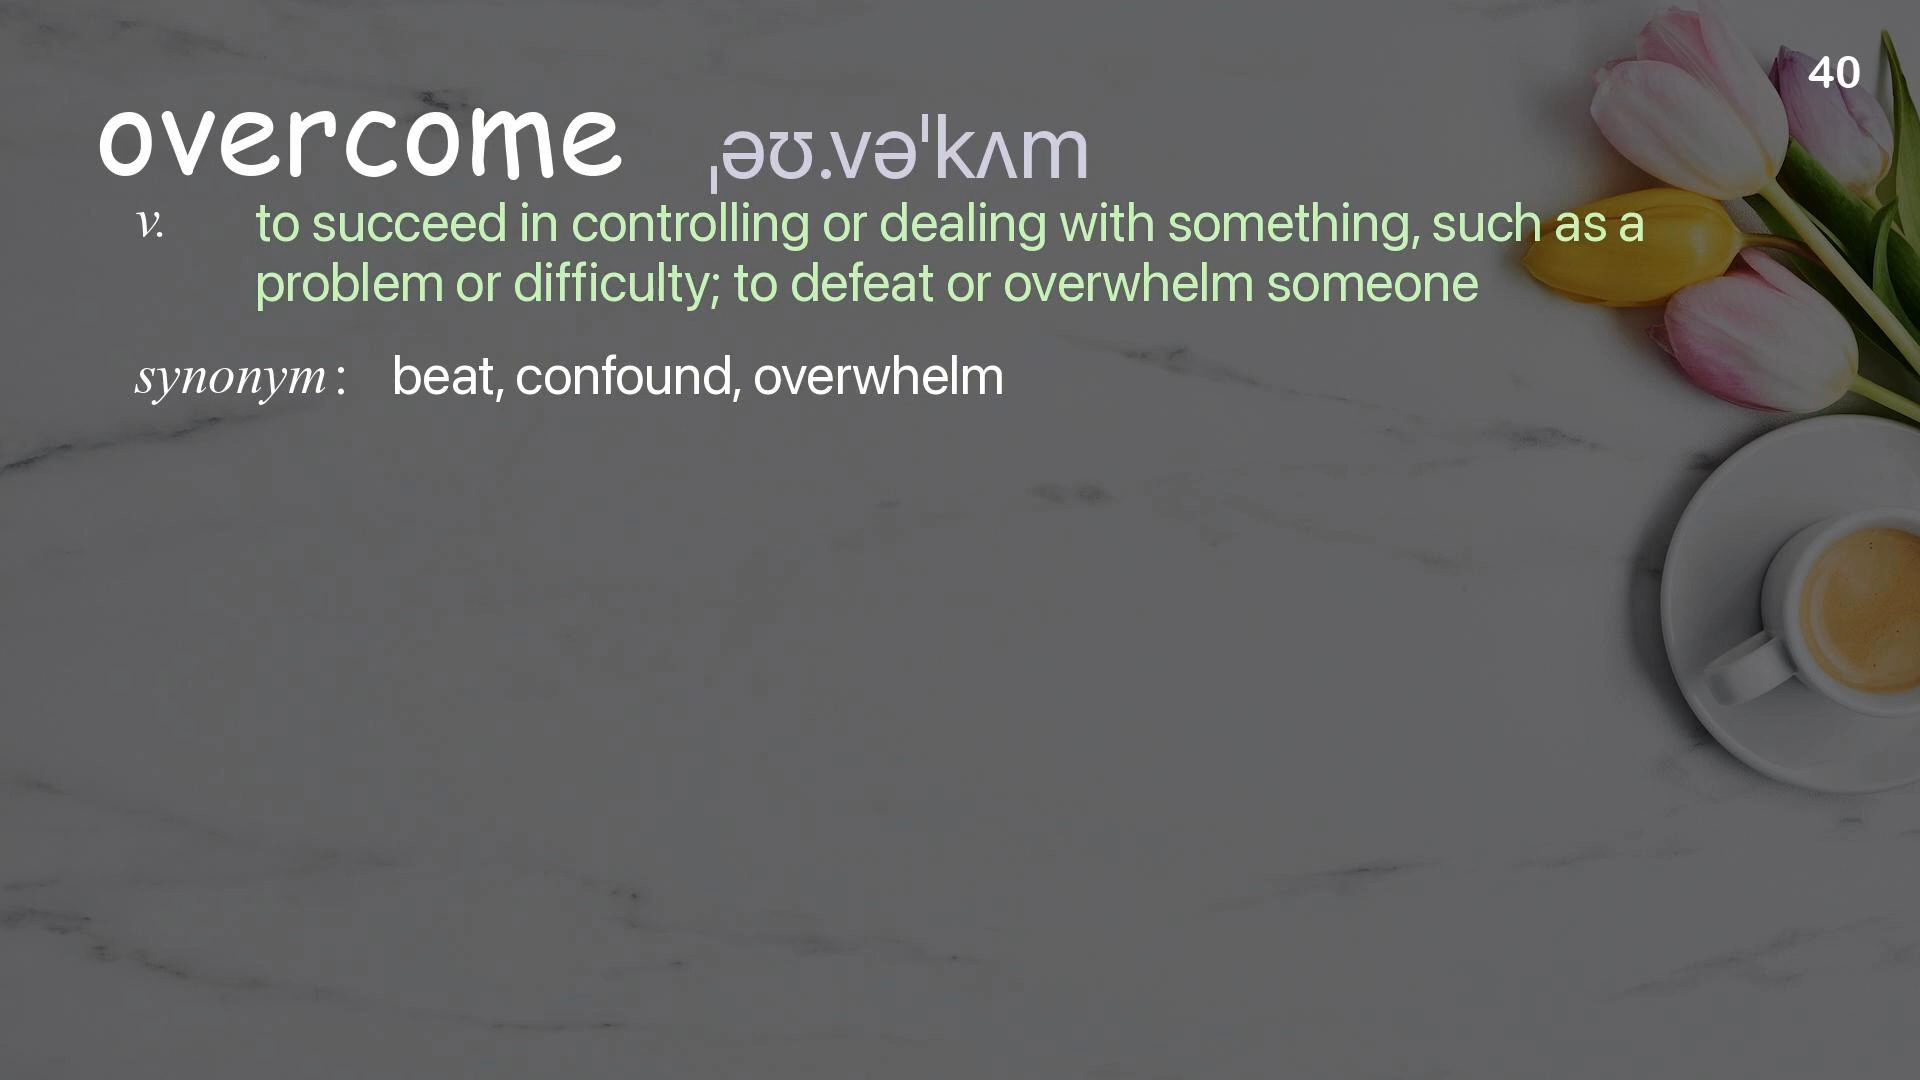 40
overcome ˌəʊ.vəˈkʌm
v. to succeed in controlling or dealing with something, such as a
problem or difficulty; to defeat or overwhelm someone
synonym : beat, confound, overwhelm